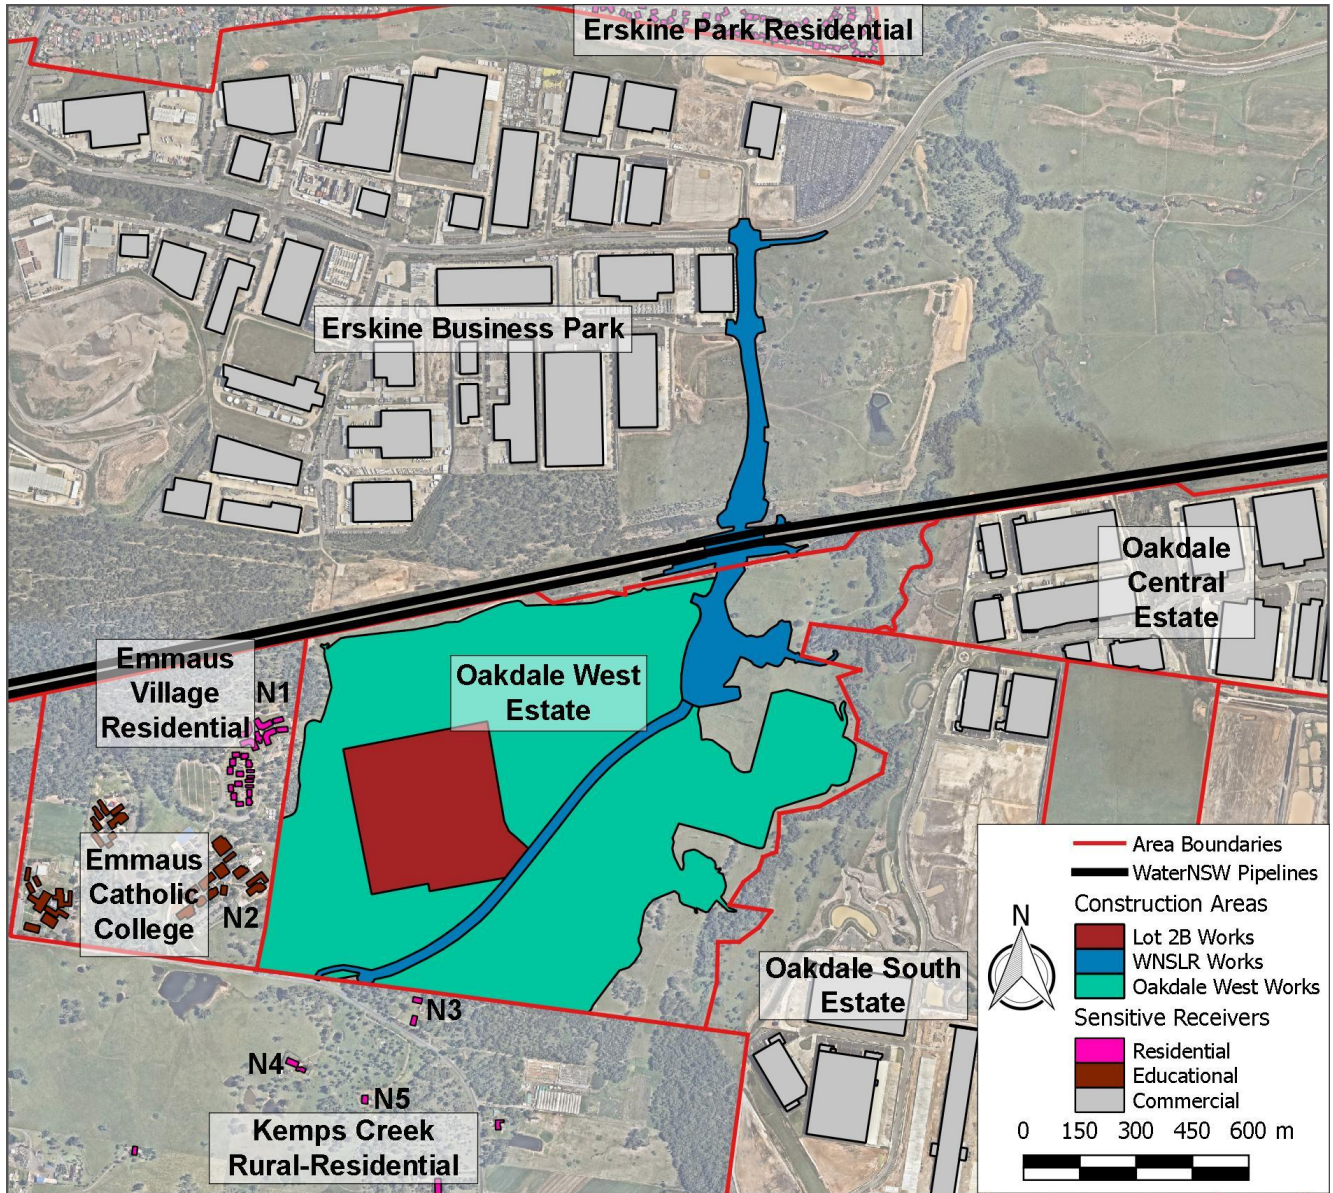 Erskine Park Residential
Erskine Business Park
Oakdale
Central
Estate
Emmaus
Village
Residential
N1
Oakdale West
Estate
Emmaus
Catholic
College
N2
Oakdale South
Estate
N3
N4
N5
Kemps Creek
Rural-Residential
Area Boundaries
WaterNSW Pipelines
Construction Areas
Lot 2B Works
WNSLR Works
Oakdale West Works
Sensitive Receivers
Residential
Educational
Commercial
N
0 150 300 450 600 m